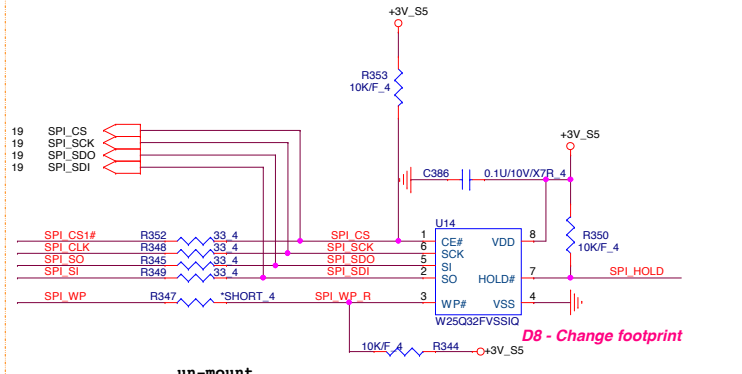 +3V_S5
R353
10K/F_4
19 SPI_CS
19 SPI_SCK
19 SPI_SDO
19 SPI_SDI
+3V_S5
C386 0.1U/10V/X7R_4
U14
SPI_CS1# R352 33_4 SPI_CS 1 CE# VDD 8
SPI_CLK R348 33_4 SPI_SCK 6 SCK
SPI_SO R345 33_4 SPI_SDO 5 SI
SPI_SI R349 33_4 SPI_SDI 2 SO HOLD# 7 SPI_HOLD
R350
10K/F_4
SPI_WP R347 *SHORT_4 SPI_WP_R 3 WP# VSS 4
W25Q32FVSSIQ
D8 - Change footprint
10K/F_4 R344 +3V_S5
un-mount